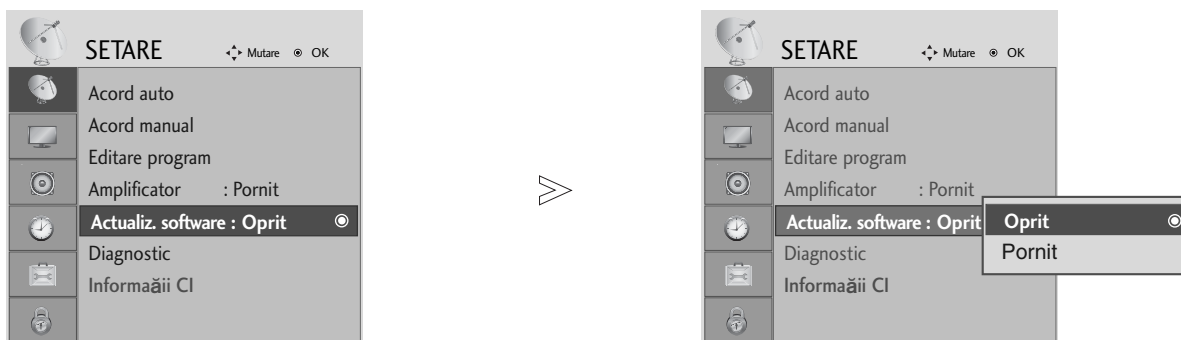 SETARE Mutare OK
Acord auto
Acord manual
Editare program
Amplificator : Pornit
Actualiz. software : Oprit
Diagnostic
Informaăii CI
SETARE Mutare OK
Acord auto
Acord manual
Editare program
Amplificator : Pornit
Actualiz. software : Oprit
Diagnostic
Informaăii CI
Oprit
Pornit